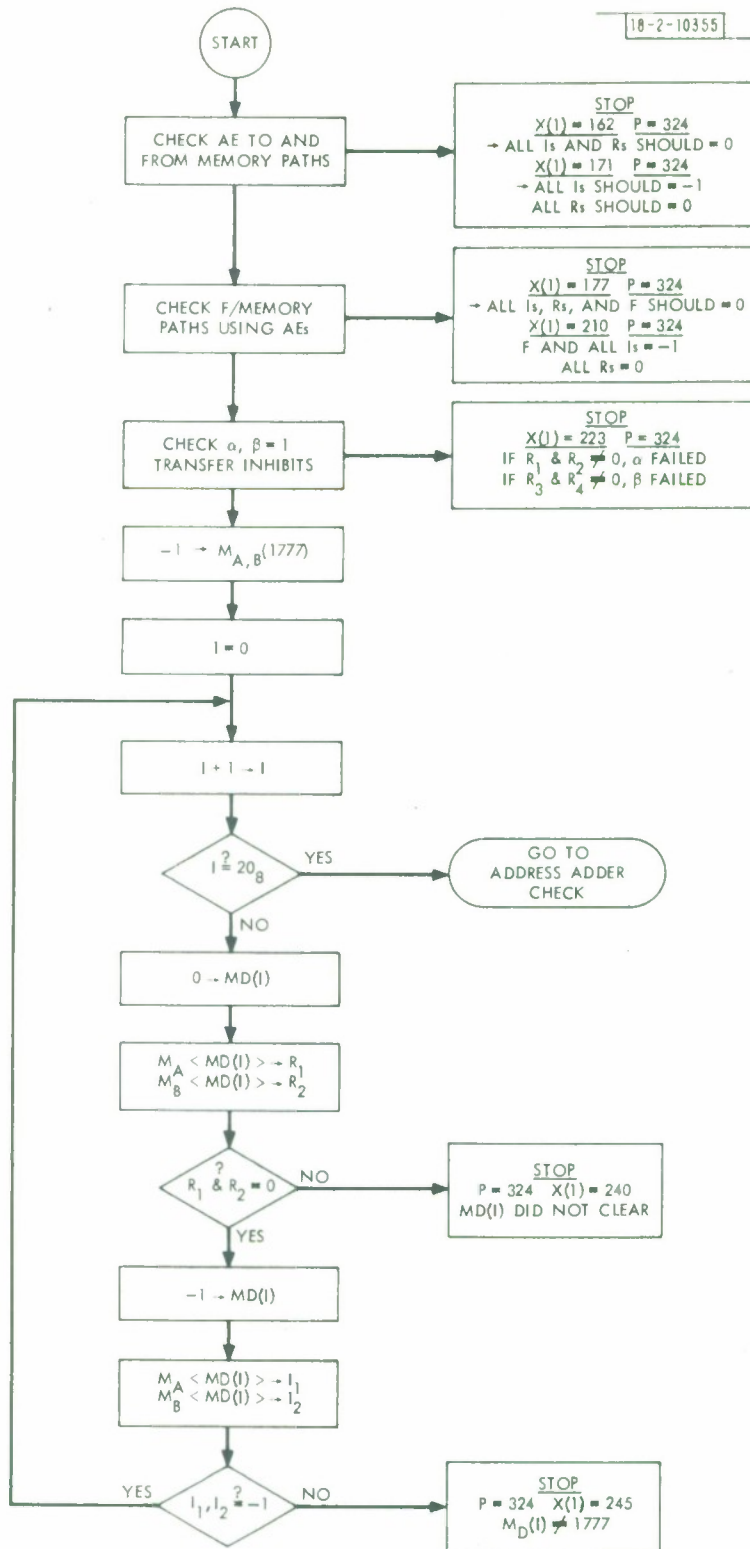 18-2-10355
START
CHECK AE TO AND
FROM MEMORY PATHS
STOP
X(1) = 162 P = 324
→ ALL Is AND Rs SHOULD = 0
X(1) = 171 P = 324
→ ALL Is SHOULD = -1
ALL Rs SHOULD = 0
CHECK F/MEMORY
PATHS USING AEs
STOP
X(1) = 177 P = 324
→ ALL Is, Rs, AND F SHOULD = 0
X(1) = 210 P = 324
F AND ALL Is = -1
ALL Rs = 0
CHECK α, β = 1
TRANSFER INHIBITS
STOP
X(1) = 223 P = 324
IF R₁ & R₂ ≠ 0, α FAILED
IF R₃ & R₄ ≠ 0, β FAILED
-1 → M_A,B(1777)
I = 0
I + 1 → I
I ≟ 20₈
YES
GO TO
ADDRESS ADDER
CHECK
NO
0 → MD(I)
M_A < MD(I) > → R₁
M_B < MD(I) > → R₂
?
R₁ & R₂ = 0
NO
STOP
P = 324 X(1) = 240
MD(I) DID NOT CLEAR
YES
-1 → MD(I)
M_A < MD(I) > → I₁
M_B < MD(I) > → I₂
YES
I₁, I₂ ≟ -1
NO
STOP
P = 324 X(1) = 245
M_D(I) ≠ 1777